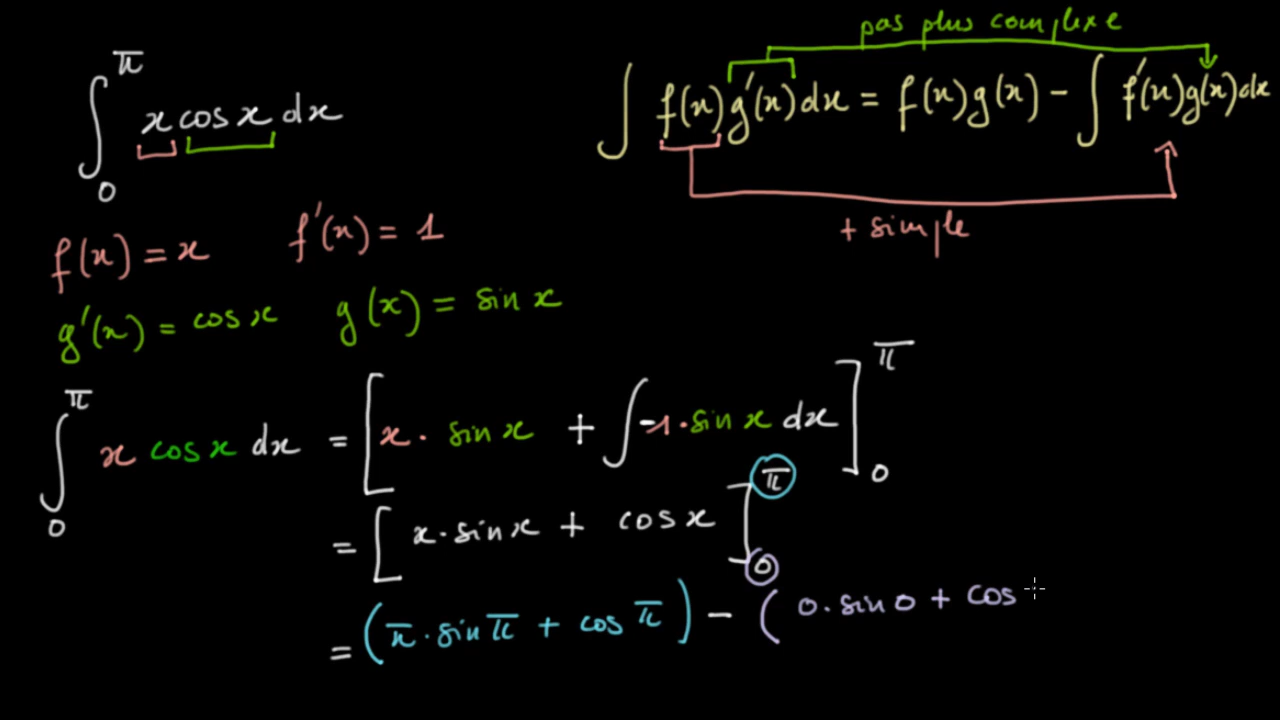 pas plus complexe
∫₀^π x cos x dx
∫ f(x) g'(x) dx = f(x) g(x) − ∫ f'(x) g(x) dx
+ simple
f(x) = x f'(x) = 1
g'(x) = cos x g(x) = sin x
∫₀^π x cos x dx = [x · sin x + ∫ −1 · sin x dx]₀^π
= [x · sin x + cos x]₀^π
= (π · sin π + cos π) − (0 · sin 0 + cos